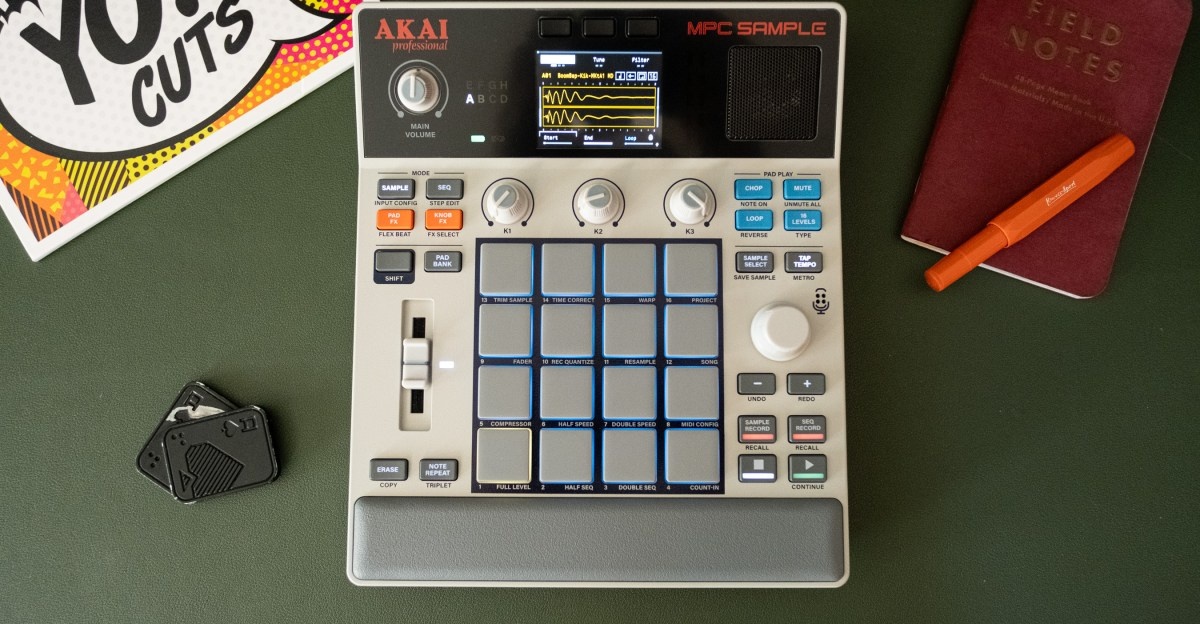 YO!
CUTS
AKAI
professional
MPC SAMPLE
MAIN
VOLUME
E F G H
A B C D
Tune
Filter
A01
Start
End
Loop
MODE
SAMPLE
SEQ
INPUT CONFIG
STEP EDIT
PAD
FX
KNOB
FX
FLEX BEAT
FX SELECT
SHIFT
PAD
BANK
K1
K2
K3
PAD PLAY
CHOP
MUTE
NOTE ON
UNMUTE ALL
LOOP
16
LEVELS
REVERSE
TYPE
SAMPLE
SELECT
TAP
TEMPO
SAVE SAMPLE
METRO
13 TRIM SAMPLE
14 TIME CORRECT
15 WARP
16 PROJECT
9 FADER
10 REC QUANTIZE
11 RESAMPLE
12 SONG
5 COMPRESSOR
6 HALF SPEED
7 DOUBLE SPEED
8 MIDI CONFIG
1 FULL LEVEL
2 HALF SEQ
3 DOUBLE SEQ
4 COUNT-IN
− +
UNDO
REDO
SAMPLE
RECORD
SEQ
RECORD
RECALL
RECALL
CONTINUE
ERASE
NOTE
REPEAT
COPY
TRIPLET
FIELD
NOTES